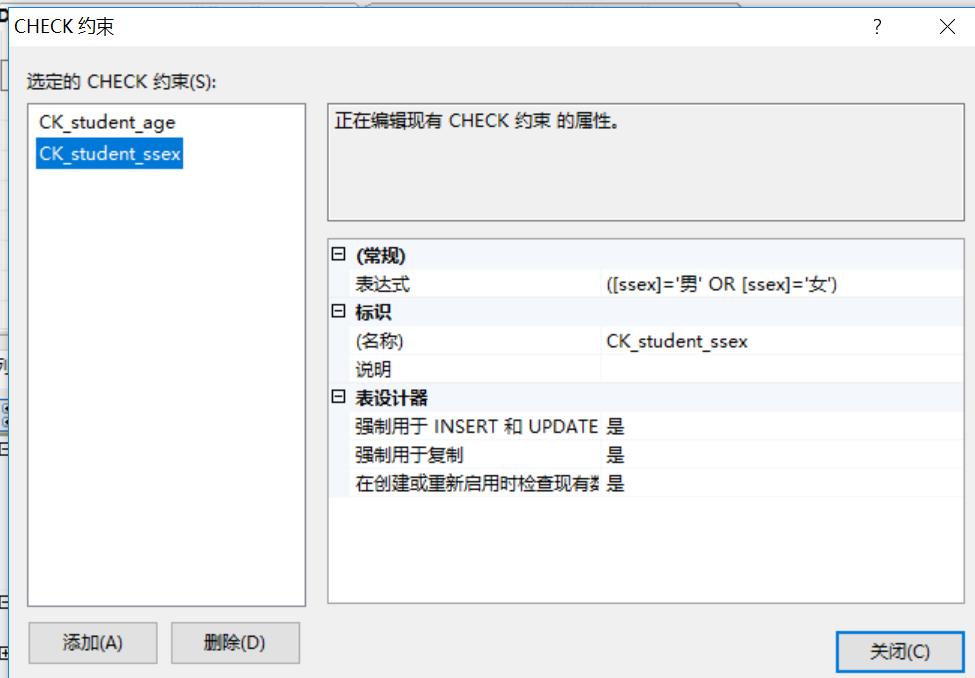 CHECK 约束
?
选定的 CHECK 约束(S):
CK_student_age
CK_student_ssex
正在编辑现有 CHECK 约束 的属性。
(常规)
表达式 ([ssex]='男' OR [ssex]='女')
标识
(名称) CK_student_ssex
说明
表设计器
强制用于 INSERT 和 UPDATE 是
强制用于复制 是
在创建或重新启用时检查现有 是
添加(A) 删除(D)
关闭(C)